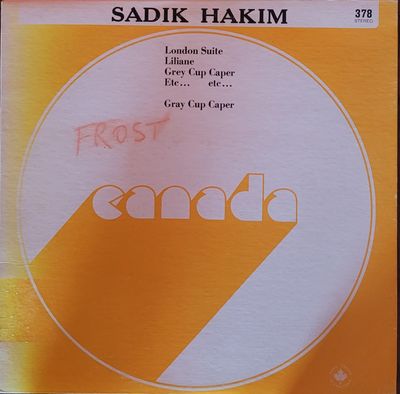 SADIK HAKIM
378
STEREO
London Suite
Liliane
Grey Cup Caper
Etc... etc...
Gray Cup Caper
FROST
canada